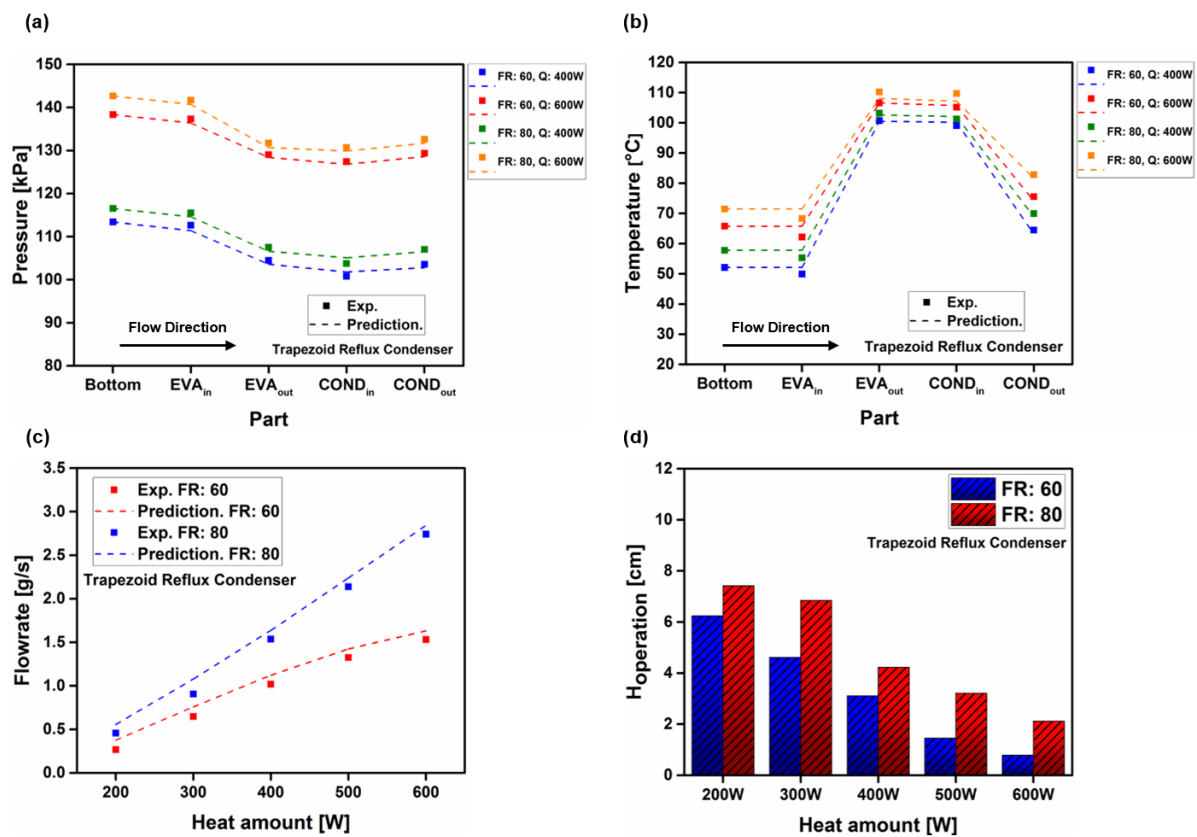 (a)
Pressure [kPa]
150
140
130
120
110
100
90
80
FR: 60, Q: 400W
FR: 60, Q: 600W
FR: 80, Q: 400W
FR: 80, Q: 600W
Exp.
Prediction.
Flow Direction
Trapezoid Reflux Condenser
Bottom EVAin EVAout CONDin CONDout
Part
(b)
Temperature [°C]
120
110
100
90
80
70
60
50
40
30
20
FR: 60, Q: 400W
FR: 60, Q: 600W
FR: 80, Q: 400W
FR: 80, Q: 600W
Exp.
Prediction.
Flow Direction
Trapezoid Reflux Condenser
Bottom EVAin EVAout CONDin CONDout
Part
(c)
Flowrate [g/s]
3.5
3.0
2.5
2.0
1.5
1.0
0.5
0.0
Exp. FR: 60
Prediction. FR: 60
Exp. FR: 80
Prediction. FR: 80
Trapezoid Reflux Condenser
200 300 400 500 600
Heat amount [W]
(d)
Hoperation [cm]
12
10
8
6
4
2
0
FR: 60
FR: 80
Trapezoid Reflux Condenser
200W 300W 400W 500W 600W
Heat amount [W]